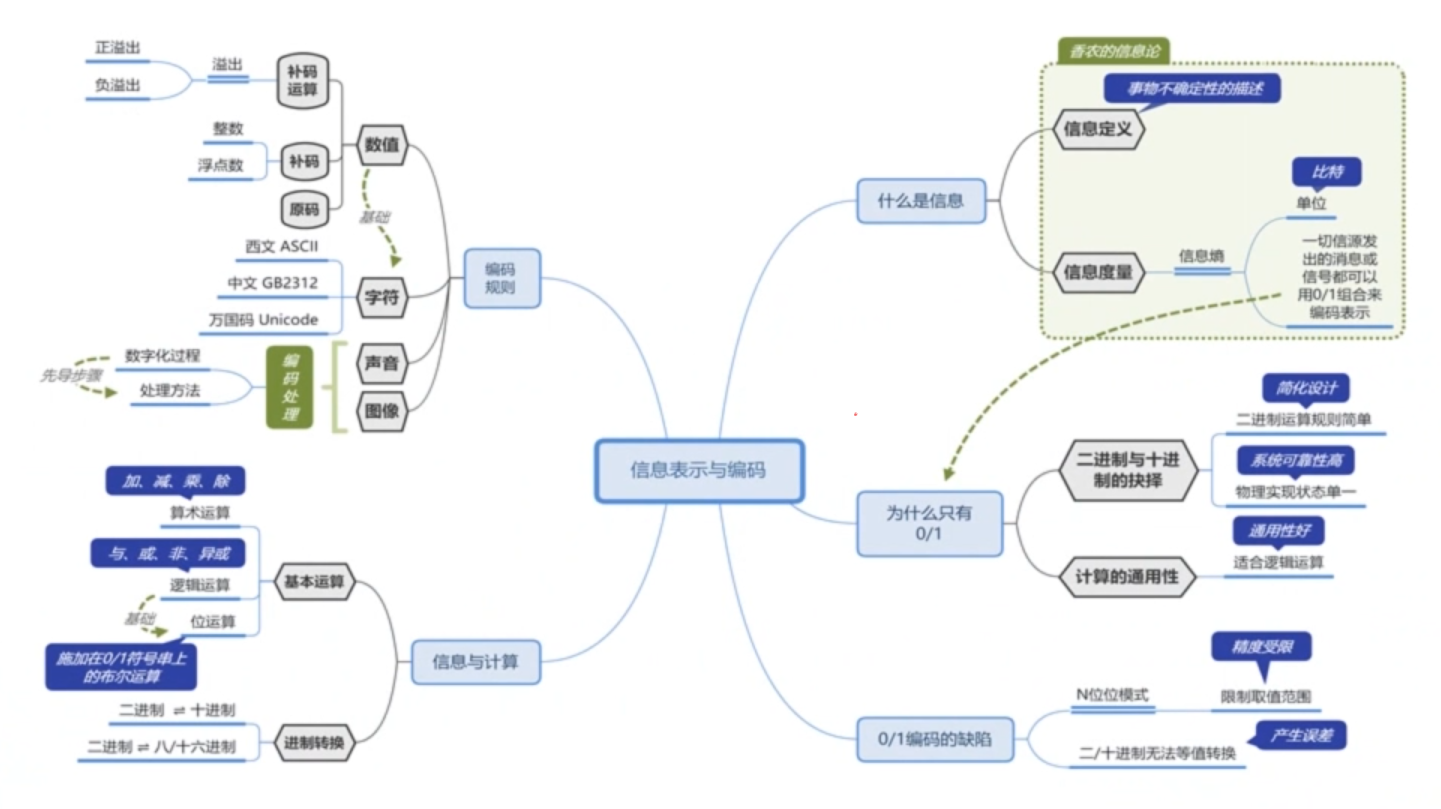 香农的信息论
事物不确定性的描述
信息定义
什么是信息
比特
单位
信息度量
信息熵
一切信源发
出的消息或
信号都可以
用0/1组合来
编码表示
正溢出
负溢出
溢出
补码
运算
整数
浮点数
补码
原码
数值
基础
西文 ASCII
中文 GB2312
万国码 Unicode
字符
编码
规则
数字化过程
处理方法
先导步骤
编
码
处
理
声音
图像
信息表示与编码
简化设计
二进制运算规则简单
系统可靠性高
物理实现状态单一
二进制与十进
制的抉择
为什么只有
0/1
通用性好
适合逻辑运算
计算的通用性
加、减、乘、除
算术运算
与、或、非、异或
逻辑运算
基础
位运算
施加在0/1符号串上
的布尔运算
基本运算
信息与计算
二进制 ⇌ 十进制
二进制 ⇌ 八/十六进制
进制转换
精度受限
N位位模式
限制取值范围
0/1编码的缺陷
产生误差
二/十进制无法等值转换